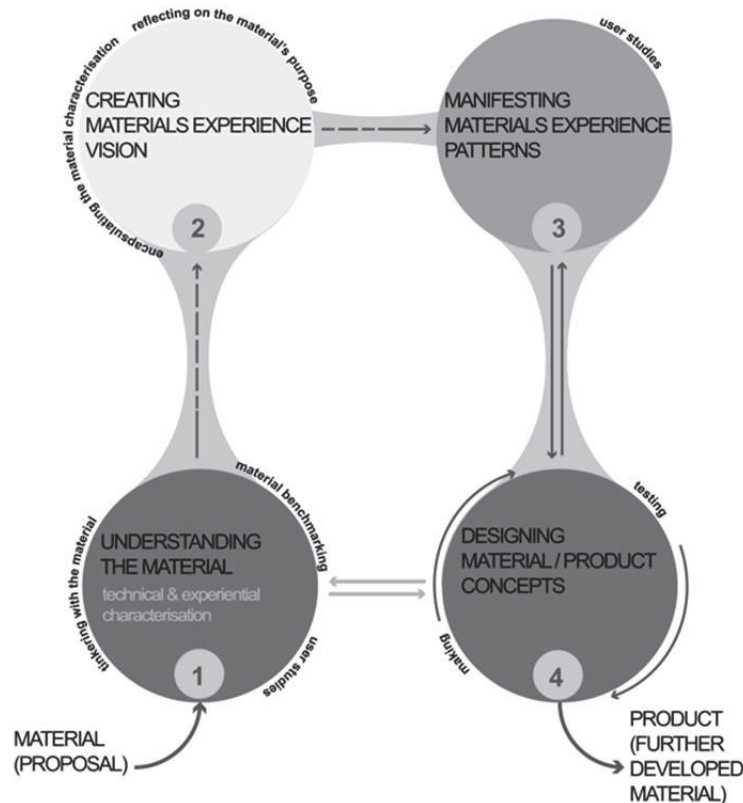 reflecting on the material's purpose
encapsulating the material characterisation
CREATING
MATERIALS EXPERIENCE
VISION
2
user studies
MANIFESTING
MATERIALS EXPERIENCE
PATTERNS
3
tinkering with the material
material benchmarking
user studies
UNDERSTANDING
THE MATERIAL
technical & experiential
characterisation
1
MATERIAL
(PROPOSAL)
testing
making
DESIGNING
MATERIAL / PRODUCT
CONCEPTS
4
PRODUCT
(FURTHER
DEVELOPED
MATERIAL)